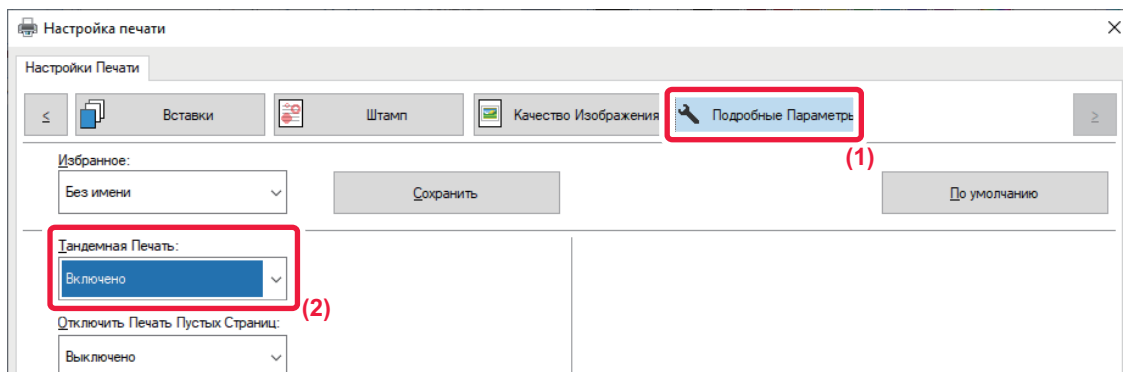 Настройка печати
Настройки Печати
< Вставки Штамп Качество Изображения Подробные Параметры >
(1)
Избранное:
Без имени Сохранить По умолчанию
Тандемная Печать:
Включено
(2)
Отключить Печать Пустых Страниц:
Выключено